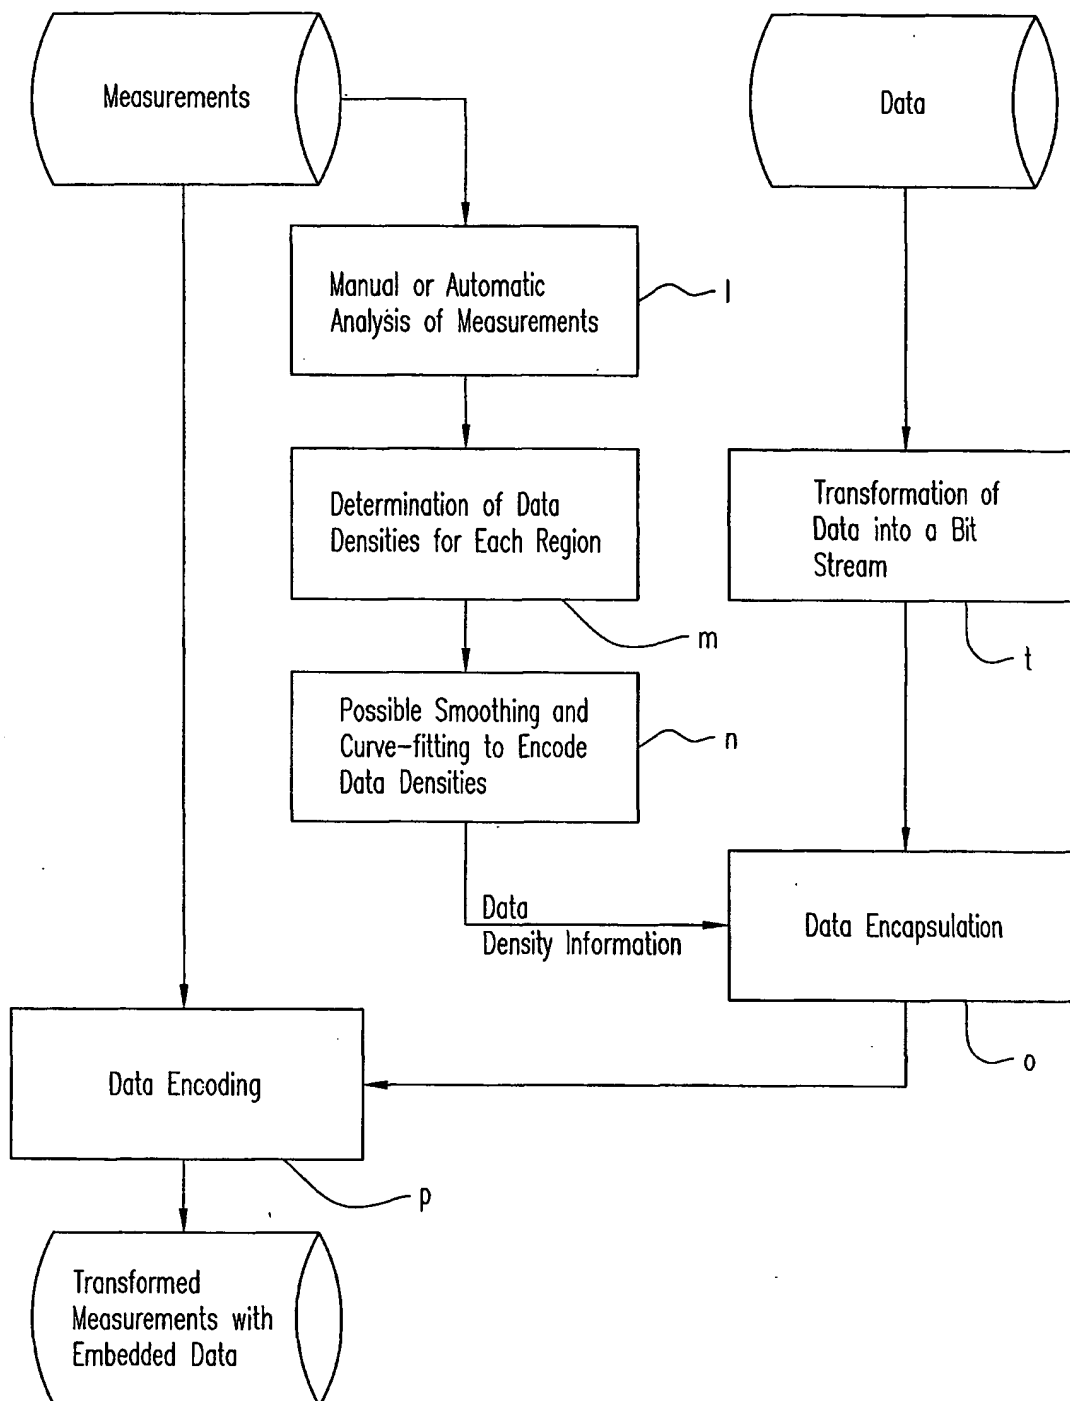 Measurements
Data
Manual or Automatic
Analysis of Measurements
l
Determination of Data
Densities for Each Region
m
Transformation of
Data into a Bit
Stream
t
Possible Smoothing and
Curve-fitting to Encode
Data Densities
n
Data
Density Information
Data Encapsulation
o
Data Encoding
p
Transformed
Measurements with
Embedded Data